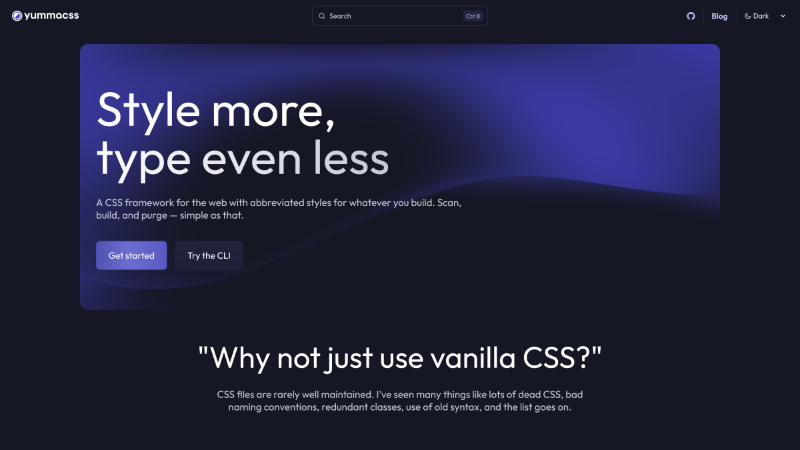 yummacss
Search
Ctrl K
Blog
Dark
Style more,
type even less
A CSS framework for the web with abbreviated styles for whatever you build. Scan,
build, and purge — simple as that.
Get started
Try the CLI
"Why not just use vanilla CSS?"
CSS files are rarely well maintained. I've seen many things like lots of dead CSS, bad
naming conventions, redundant classes, use of old syntax, and the list goes on.